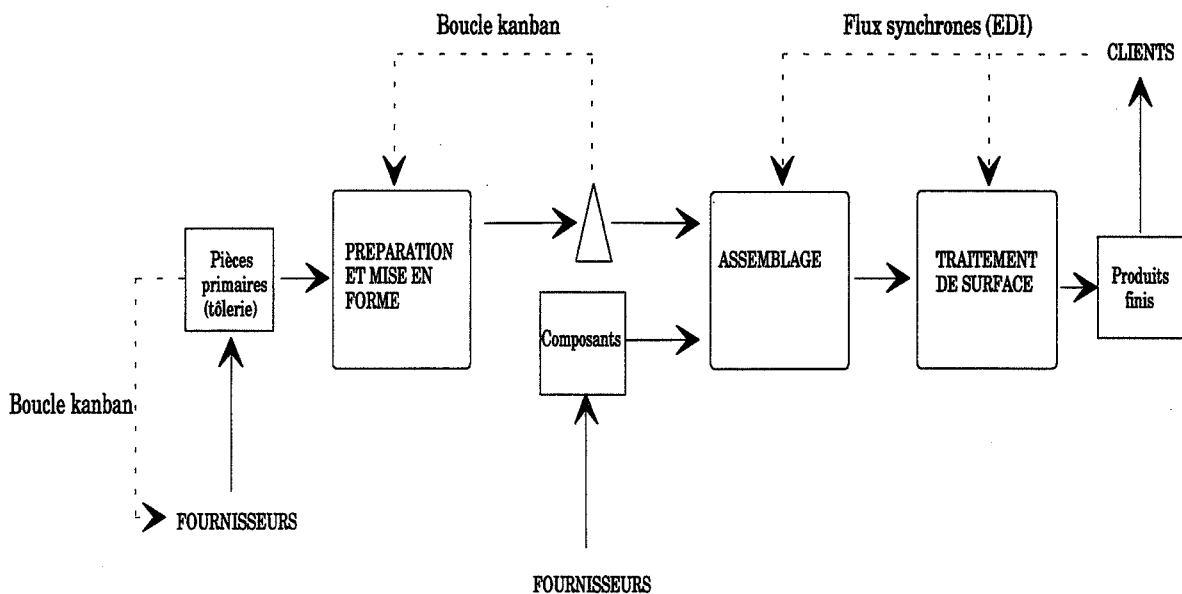 Boucle kanban
Flux synchrones (EDI)
CLIENTS
Pièces
primaires
(tôlerie)
PREPARATION
ET MISE EN
FORME
ASSEMBLAGE
TRAITEMENT
DE SURFACE
Produits
finis
Composants
Boucle kanban
FOURNISSEURS
FOURNISSEURS